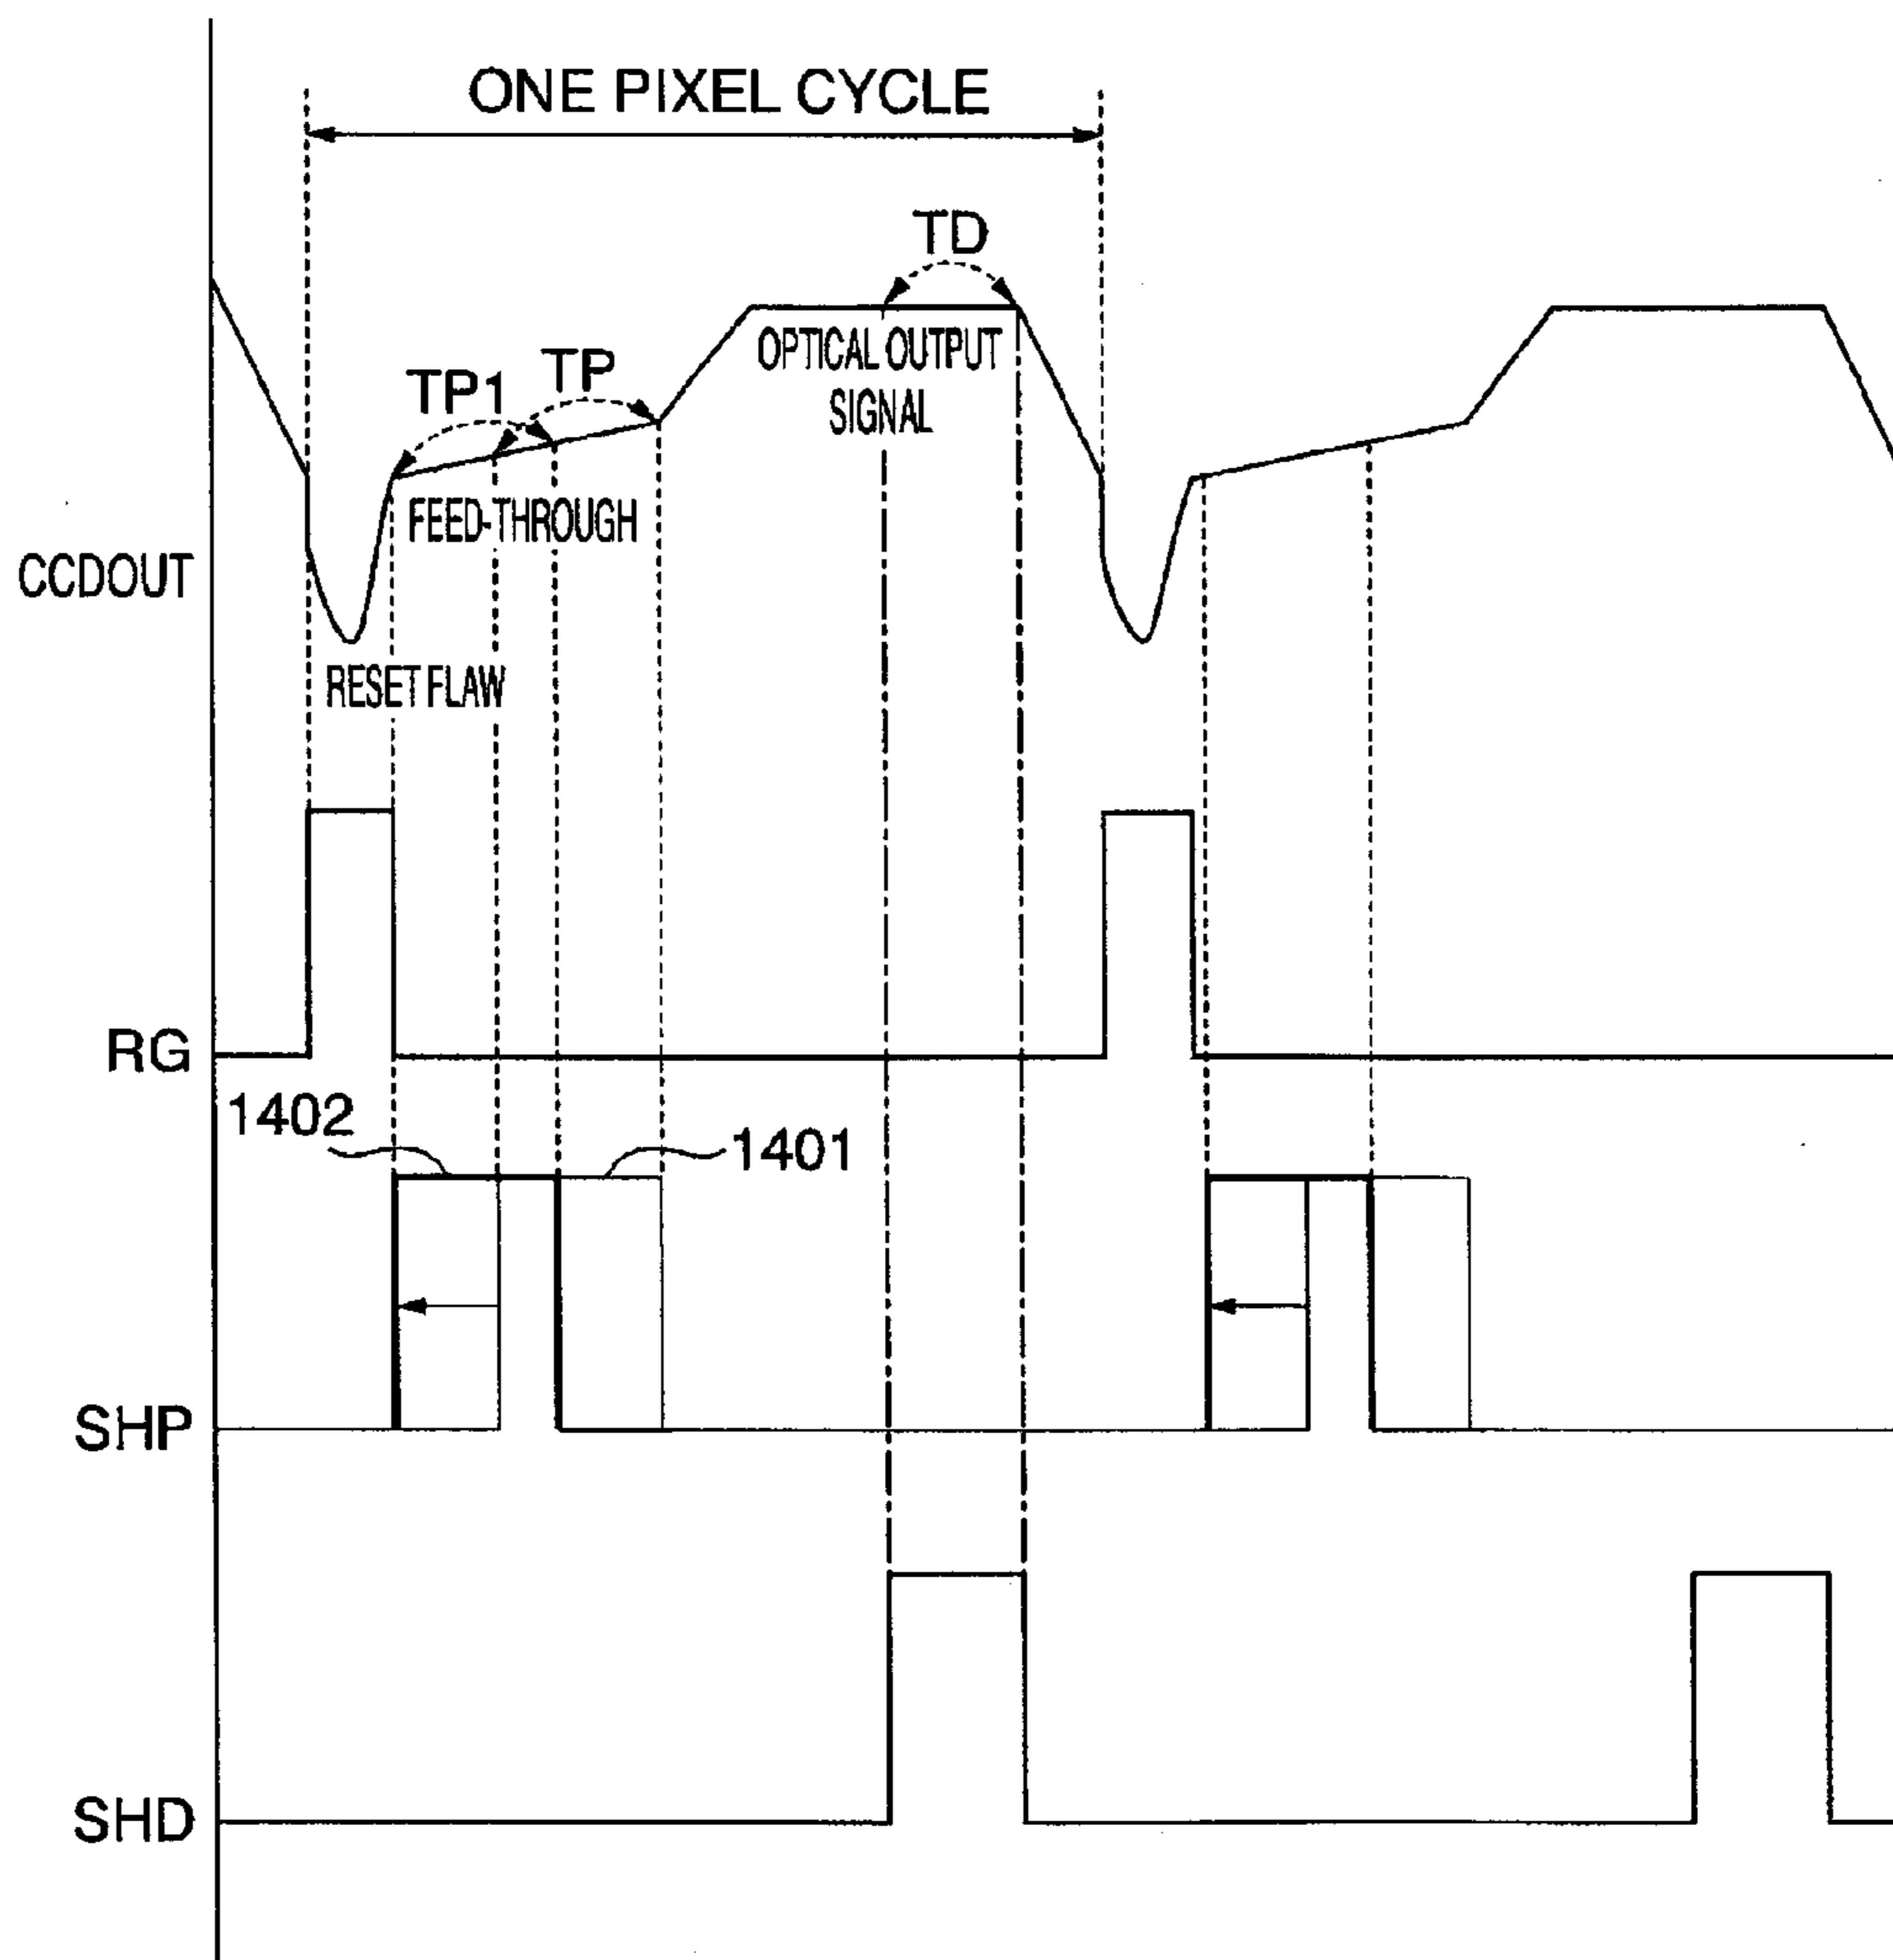 ONE PIXEL CYCLE
TD
TP1
TP
OPTICAL OUTPUT
SIGNAL
FEED-THROUGH
CCDOUT
RESET FLAW
RG
1402
1401
SHP
SHD